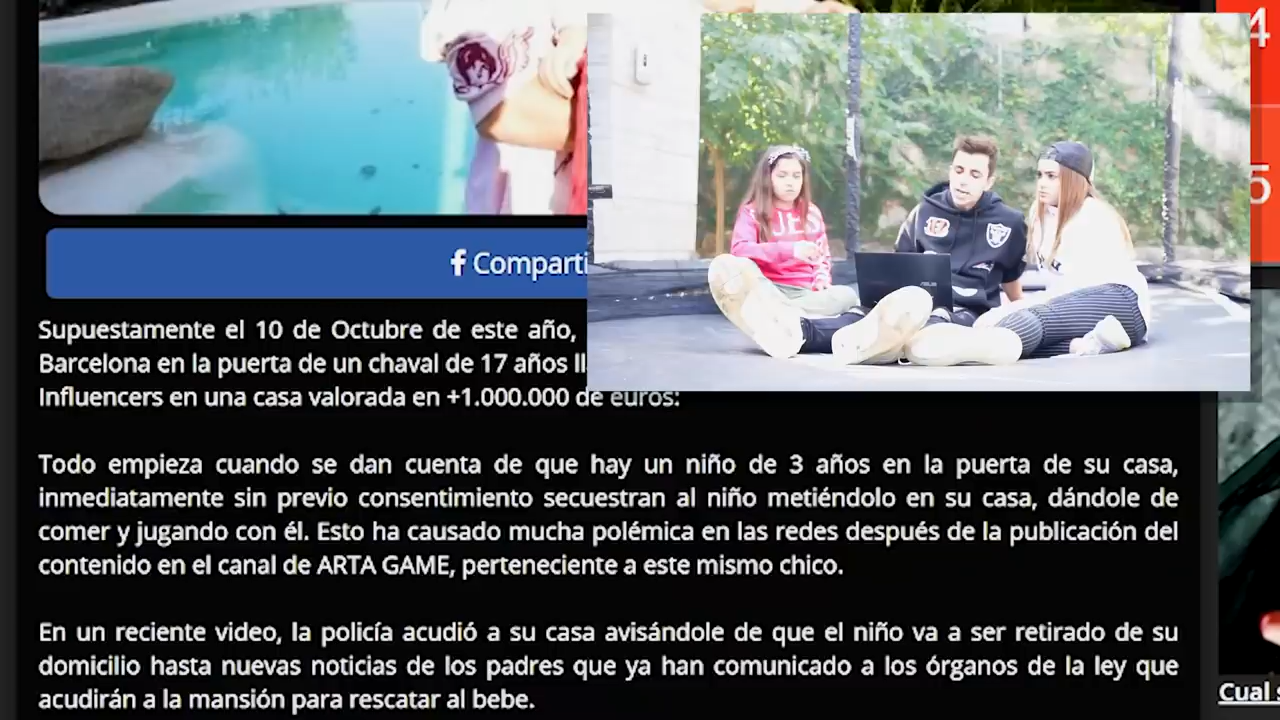 4
5
JES
ASUS
f Comparti
Supuestamente el 10 de Octubre de este año,
Barcelona en la puerta de un chaval de 17 años ll
Influencers en una casa valorada en +1.000.000 de euros:
Todo empieza cuando se dan cuenta de que hay un niño de 3 años en la puerta de su casa,
inmediatamente sin previo consentimiento secuestran al niño metiéndolo en su casa, dándole de
comer y jugando con él. Esto ha causado mucha polémica en las redes después de la publicación del
contenido en el canal de ARTA GAME, perteneciente a este mismo chico.
En un reciente video, la policía acudió a su casa avisándole de que el niño va a ser retirado de su
domicilio hasta nuevas noticias de los padres que ya han comunicado a los órganos de la ley que
acudirán a la mansión para rescatar al bebe.
Cual s